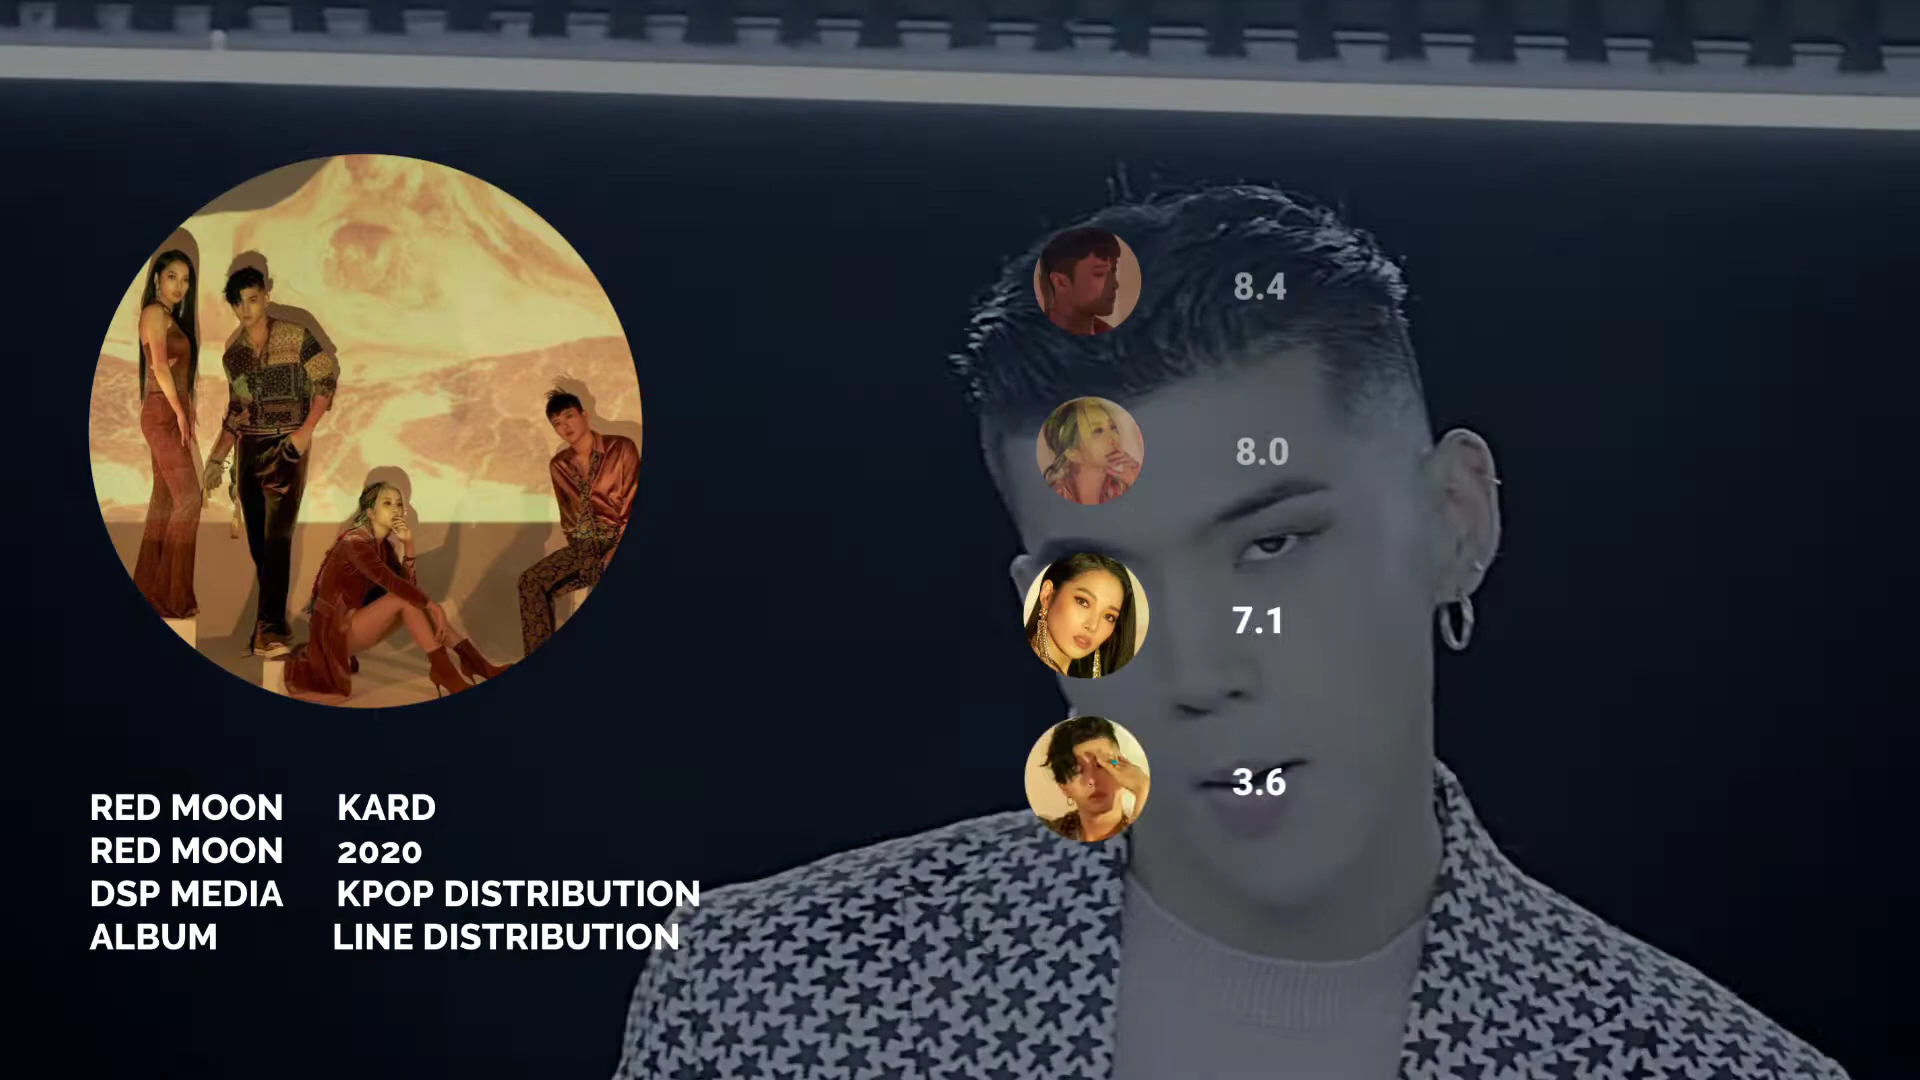 8.4
8.0
7.1
3.6
RED MOON KARD
RED MOON 2020
DSP MEDIA KPOP DISTRIBUTION
ALBUM LINE DISTRIBUTION